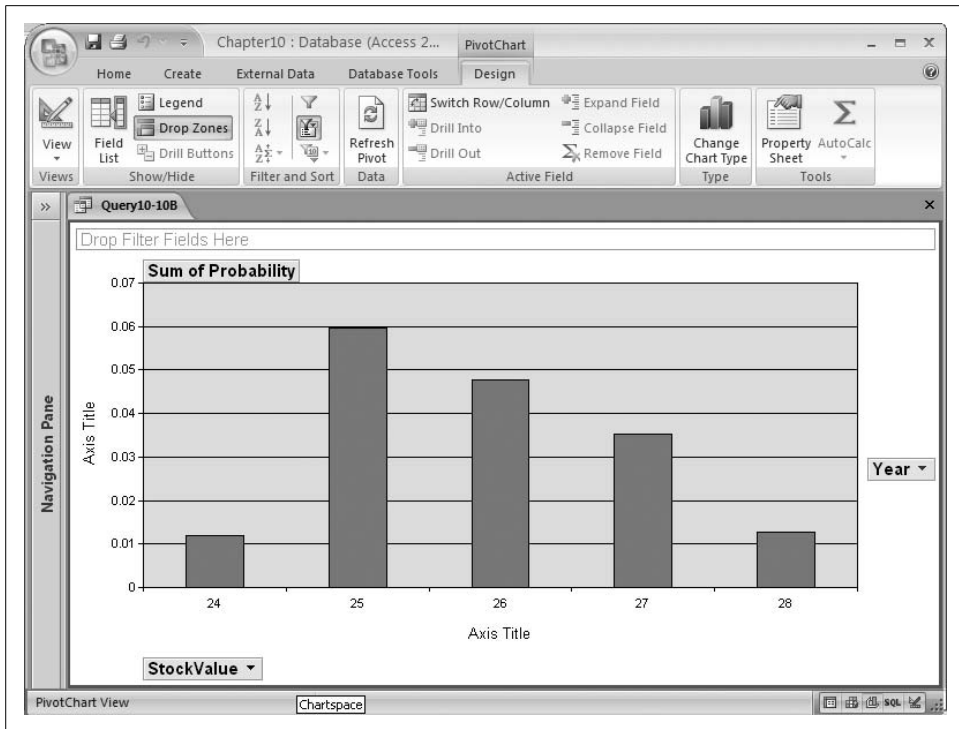 Chapter10 : Database (Access 2...
PivotChart
Home Create External Data Database Tools Design
View
Views
Field List
Legend
Drop Zones
Drill Buttons
Show/Hide
Filter and Sort
Refresh Pivot
Data
Switch Row/Column
Drill Into
Drill Out
Expand Field
Collapse Field
Remove Field
Active Field
Change Chart Type
Type
Property Sheet
AutoCalc
Tools
Query10-10B
Navigation Pane
Drop Filter Fields Here
Sum of Probability
0.07
0.06
0.05
0.04
0.03
0.02
0.01
0
Axis Title
24 25 26 27 28
Axis Title
Year
StockValue
PivotChart View
Chartspace
SQL